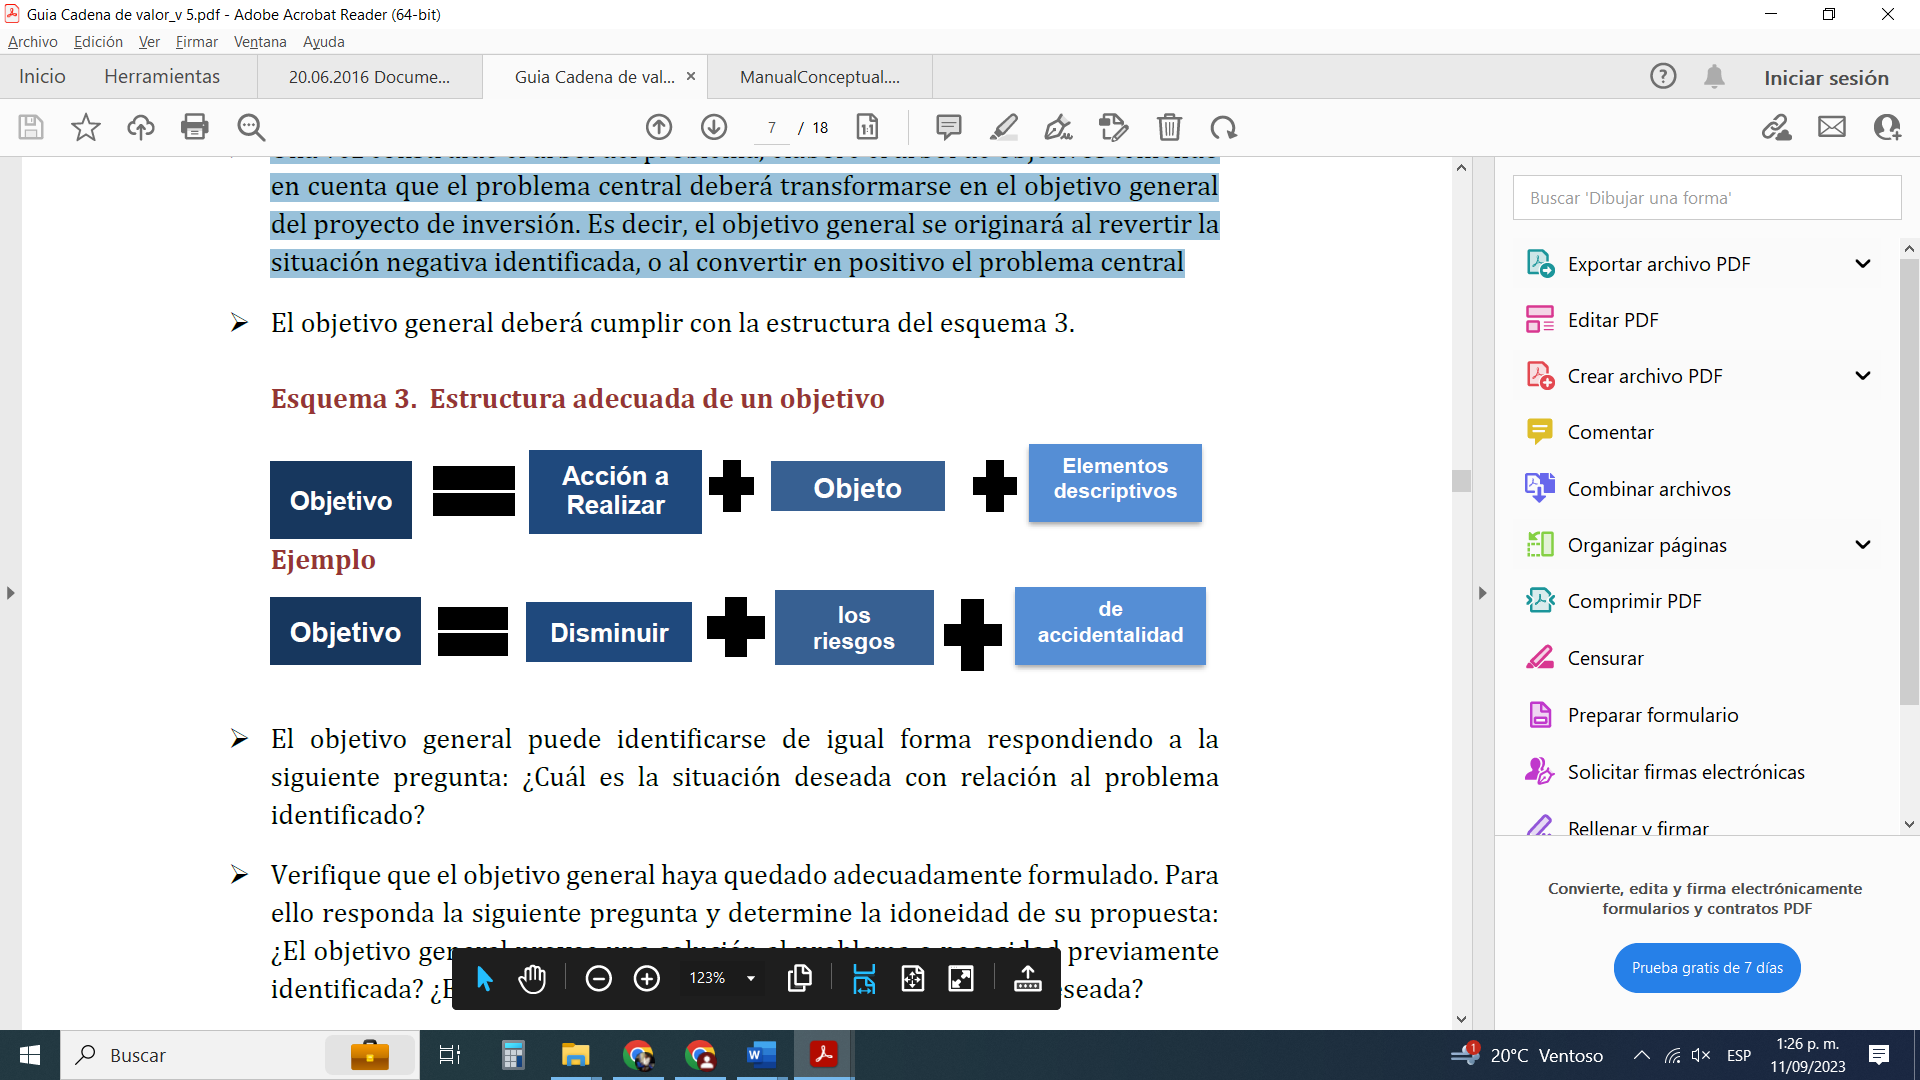 Guia Cadena de valor_v 5.pdf - Adobe Acrobat Reader (64-bit)
Archivo Edición Ver Firmar Ventana Ayuda
Inicio Herramientas 20.06.2016 Docume... Guia Cadena de val... × ManualConceptual.... Iniciar sesión
7 / 18
en cuenta que el problema central deberá transformarse en el objetivo general
del proyecto de inversión. Es decir, el objetivo general se originará al revertir la
situación negativa identificada, o al convertir en positivo el problema central
➢ El objetivo general deberá cumplir con la estructura del esquema 3.
Esquema 3. Estructura adecuada de un objetivo
Objetivo
Acción a
Realizar
Objeto
Elementos
descriptivos
Ejemplo
Objetivo
Disminuir
los
riesgos
de
accidentalidad
➢ El objetivo general puede identificarse de igual forma respondiendo a la
siguiente pregunta: ¿Cuál es la situación deseada con relación al problema
identificado?
➢ Verifique que el objetivo general haya quedado adecuadamente formulado. Para
ello responda la siguiente pregunta y determine la idoneidad de su propuesta:
¿El objetivo previamente
identificada? eseada?
123%
Buscar 'Dibujar una forma'
Exportar archivo PDF
Editar PDF
Crear archivo PDF
Comentar
Combinar archivos
Organizar páginas
Comprimir PDF
Censurar
Preparar formulario
Solicitar firmas electrónicas
Rellenar y firmar
Convierte, edita y firma electrónicamente
formularios y contratos PDF
Prueba gratis de 7 días
Buscar
1
20°C Ventoso
ESP
1:26 p. m.
11/09/2023